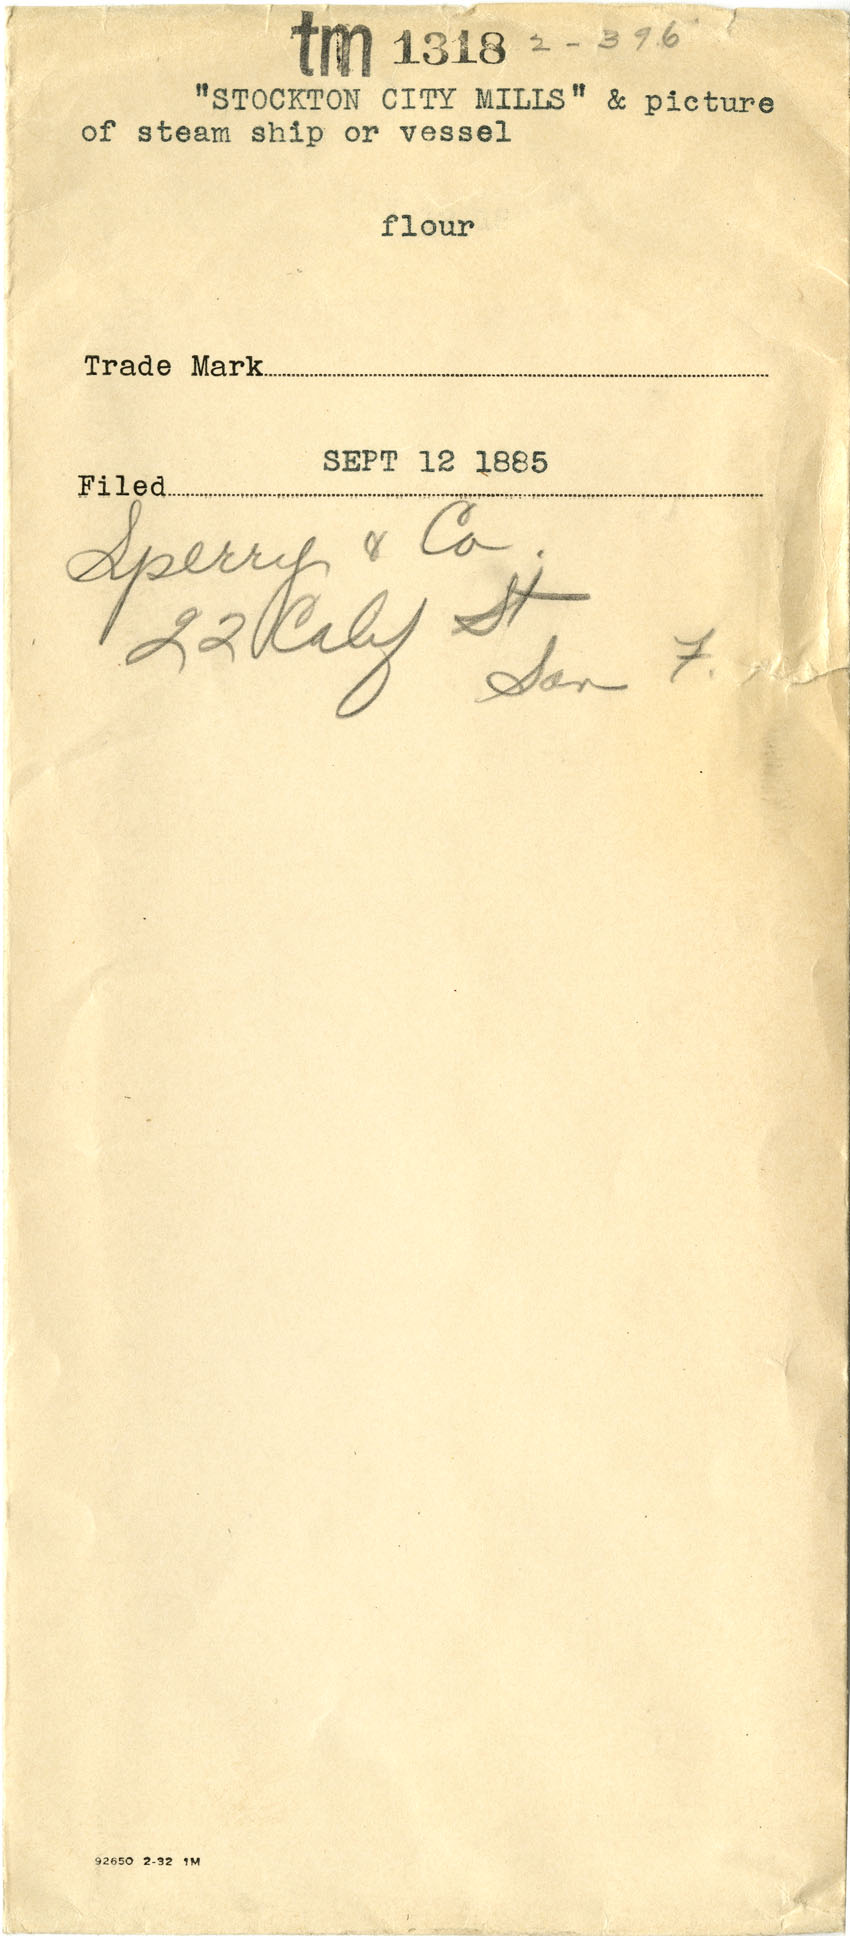 tm 1318 2-396
"STOCKTON CITY MILLS" & picture
of steam ship or vessel
flour
Trade Mark
SEPT 12 1885
Filed
Sperry & Co.
22 Calif St
San F.
92650 2-32 1M